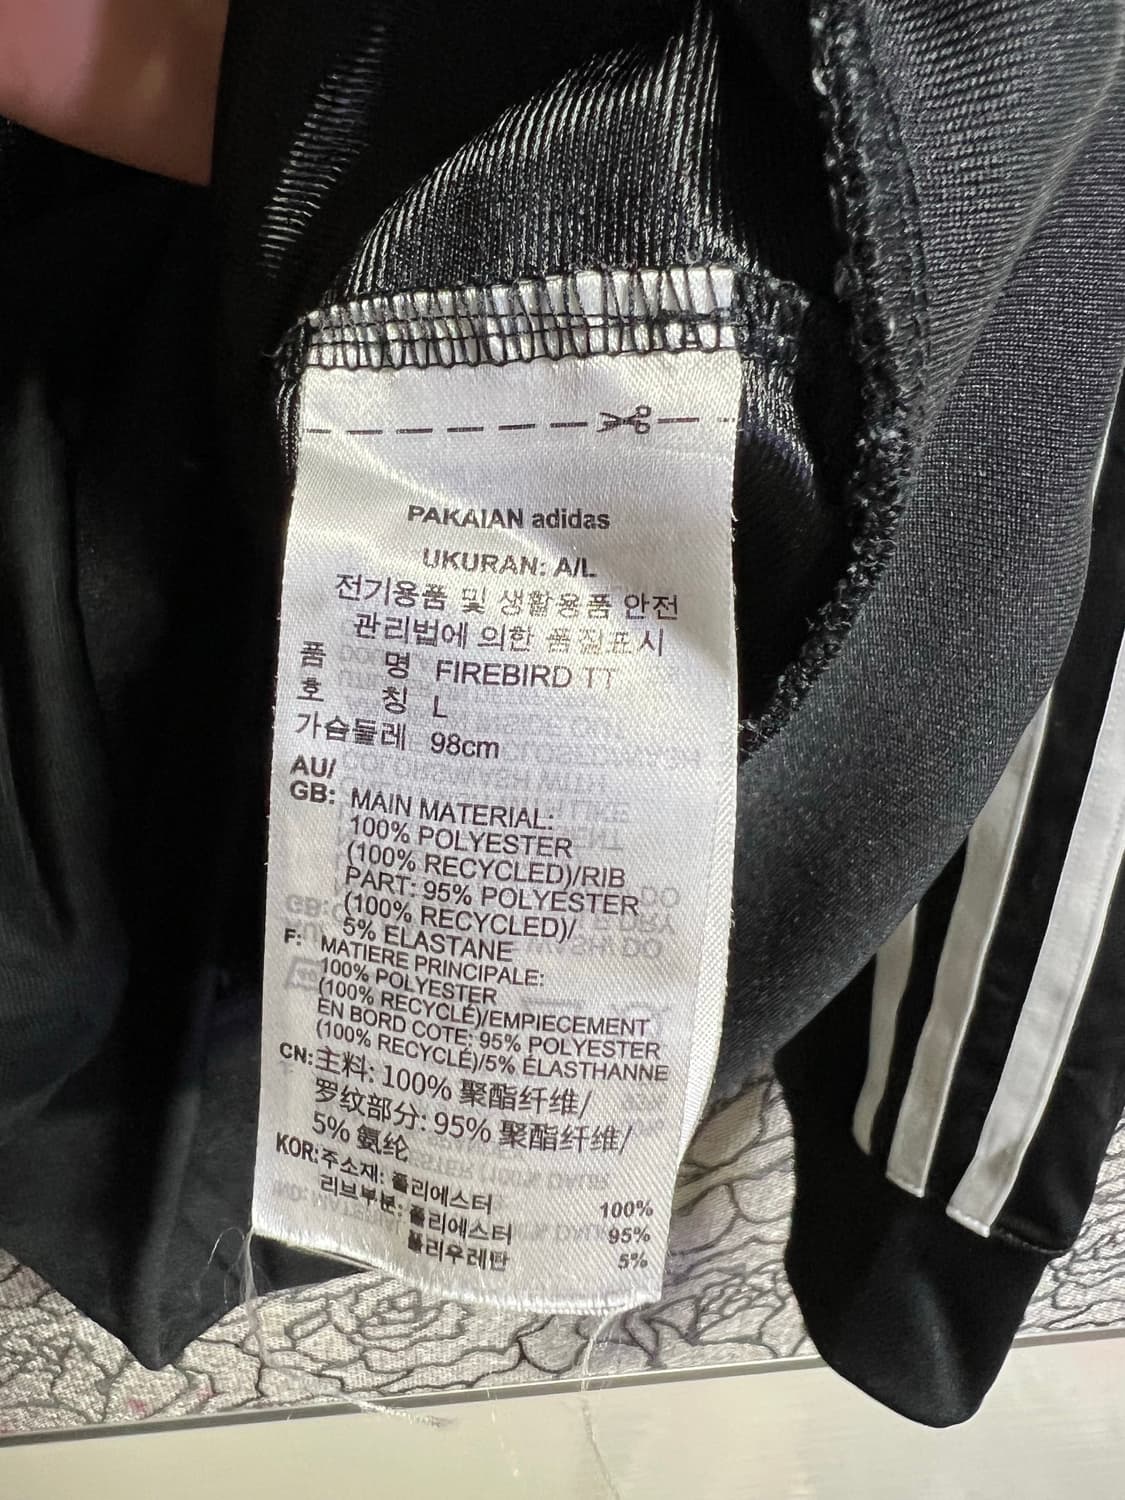 PAKAIAN adidas
UKURAN: A/L
전기용품 및 생활용품 안전
관리법에 의한 품질표시
품 명 FIREBIRD TT
호 칭 L
가슴둘레 98cm
AU/
GB: MAIN MATERIAL:
100% POLYESTER
(100% RECYCLED)/RIB
PART: 95% POLYESTER
(100% RECYCLED)/
5% ELASTANE
F: MATIERE PRINCIPALE:
100% POLYESTER
(100% RECYCLÉ)/EMPIECEMENT
EN BORD COTE: 95% POLYESTER
(100% RECYCLÉ)/5% ÉLASTHANNE
CN: 主料: 100% 聚酯纤维/
罗纹部分: 95% 聚酯纤维/
5% 氨纶
KOR: 주소재: 폴리에스터 100%
리브부분: 폴리에스터 95%
폴리우레탄 5%